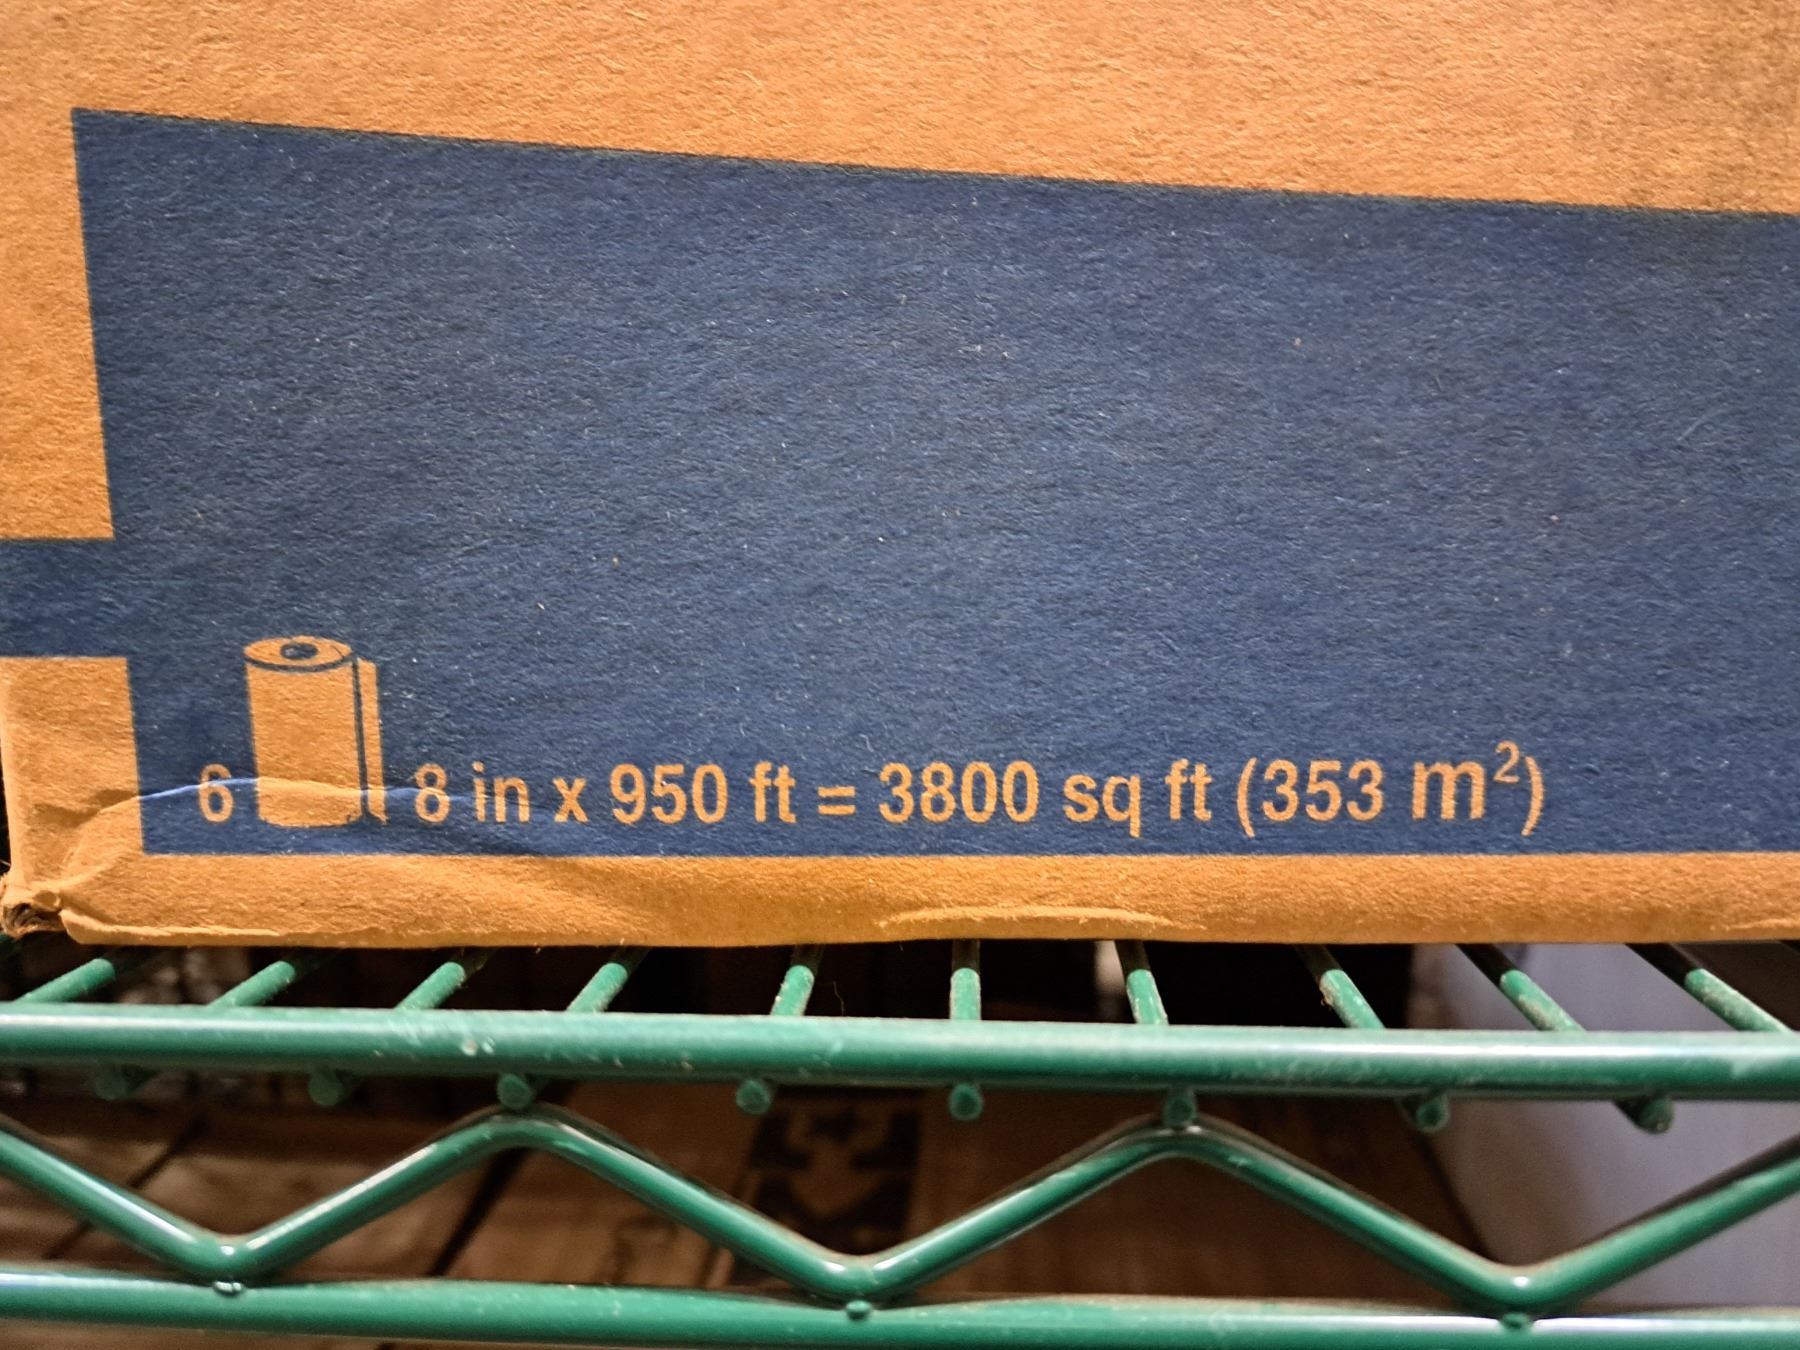 6 8 in x 950 ft = 3800 sq ft (353 m²)